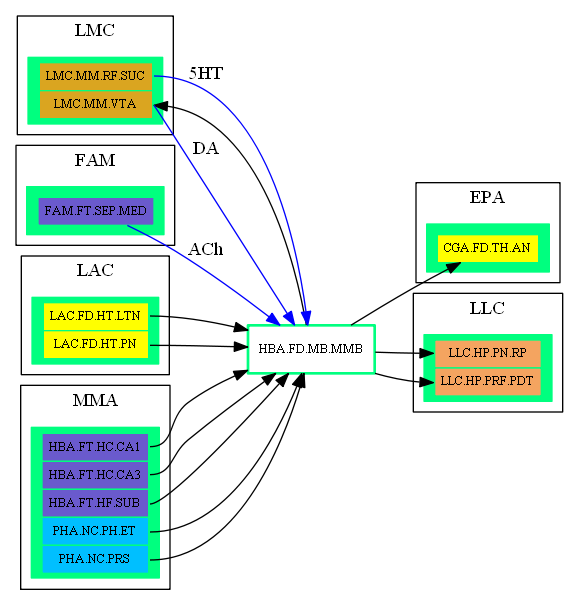 LMC
LMC.MM.RF.SUC
LMC.MM.VTA
5HT
DA
FAM
FAM.FT.SEP.MED
ACh
LAC
LAC.FD.HT.LTN
LAC.FD.HT.PN
MMA
HBA.FT.HC.CA1
HBA.FT.HC.CA3
HBA.FT.HF.SUB
PHA.NC.PH.ET
PHA.NC.PRS
HBA.FD.MB.MMB
EPA
CGA.FD.TH.AN
LLC
LLC.HP.PN.RP
LLC.HP.PRF.PDT